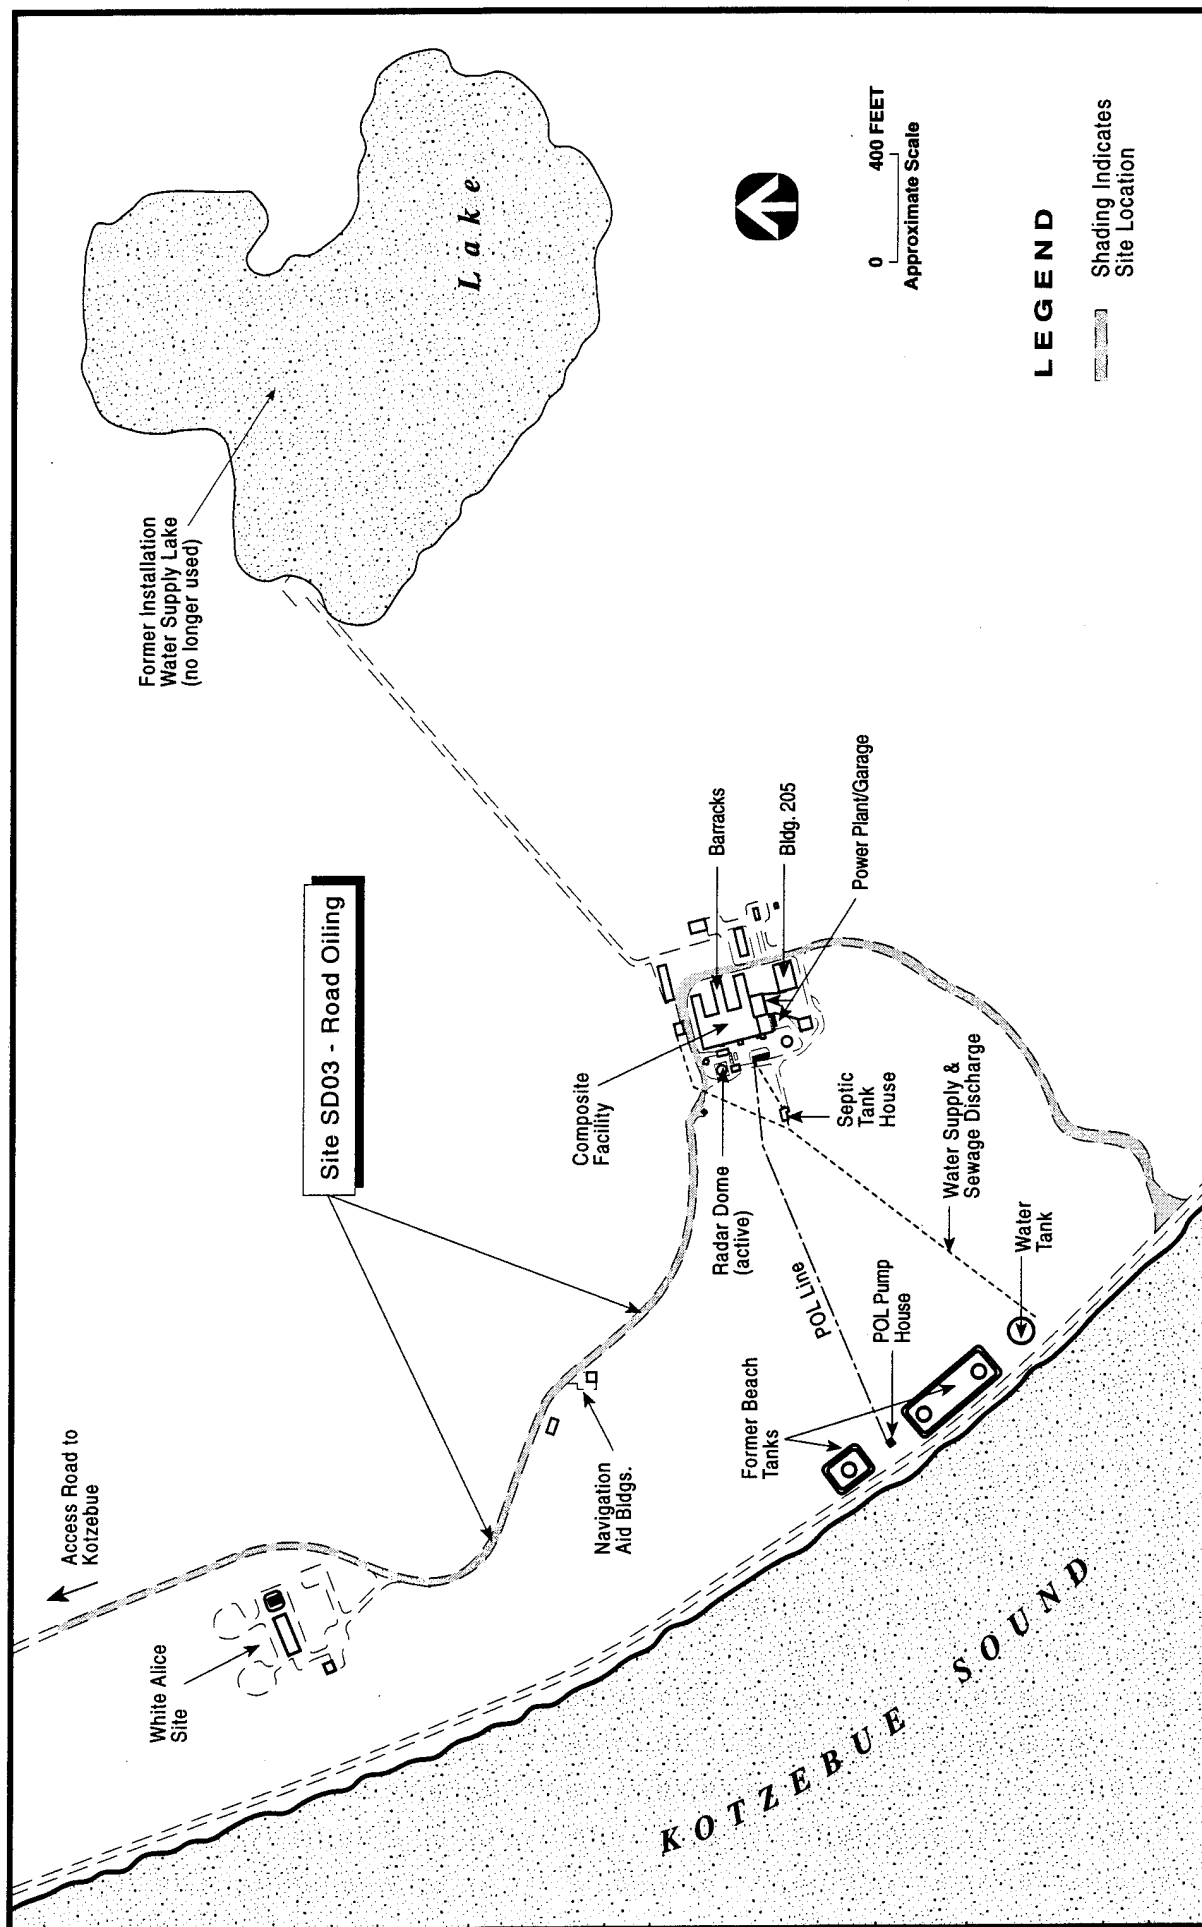 Access Road to
Kotzebue
White Alice
Site
Site SD03 - Road Oiling
Former Installation
Water Supply Lake
(no longer used)
Lake
Navigation
Aid Bldgs.
Composite
Facility
Barracks
Radar Dome
(active)
Bldg. 205
Power Plant/Garage
Septic
Tank
House
POL Line
Former Beach
Tanks
POL Pump
House
Water Supply &
Sewage Discharge
Water
Tank
KOTZEBUE SOUND
0 400 FEET
Approximate Scale
LEGEND
Shading Indicates
Site Location